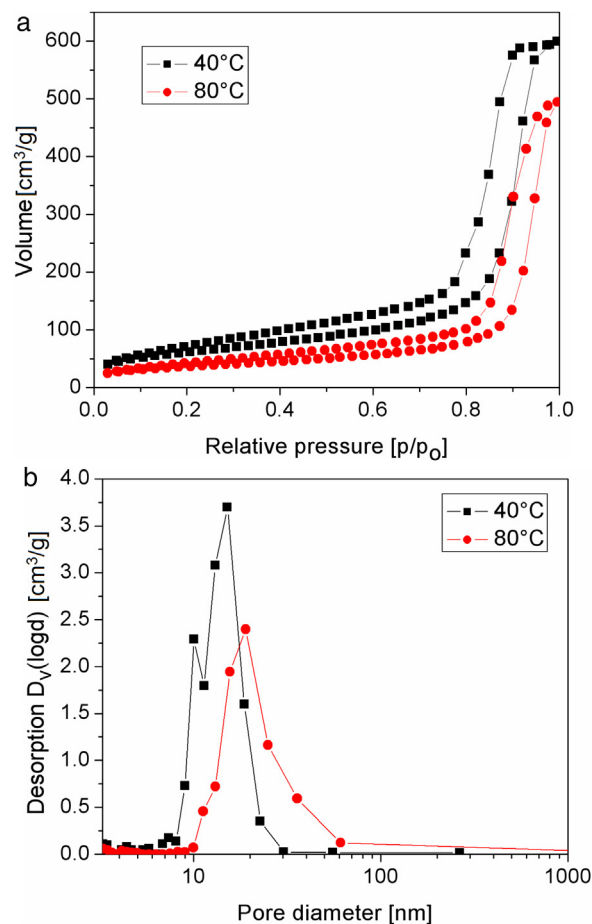 a
600
500
400
300
200
100
0
Volume [cm³/g]
40°C
80°C
0.0 0.2 0.4 0.6 0.8 1.0
Relative pressure [p/p₀]
b
4.0
3.5
3.0
2.5
2.0
1.5
1.0
0.5
0.0
Desorption Dᵥ(logd) [cm³/g]
40°C
80°C
10 100 1000
Pore diameter [nm]